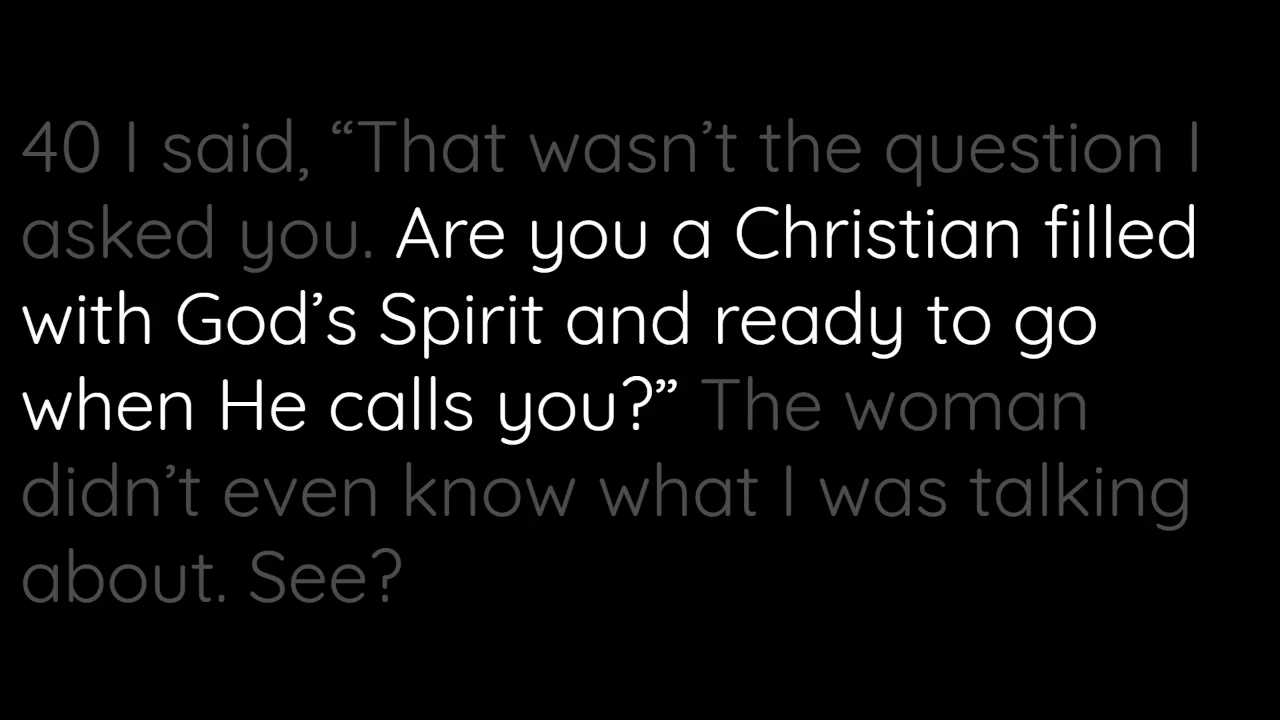 40 I said, “That wasn’t the question I
asked you. Are you a Christian filled
with God’s Spirit and ready to go
when He calls you?” The woman
didn’t even know what I was talking
about. See?